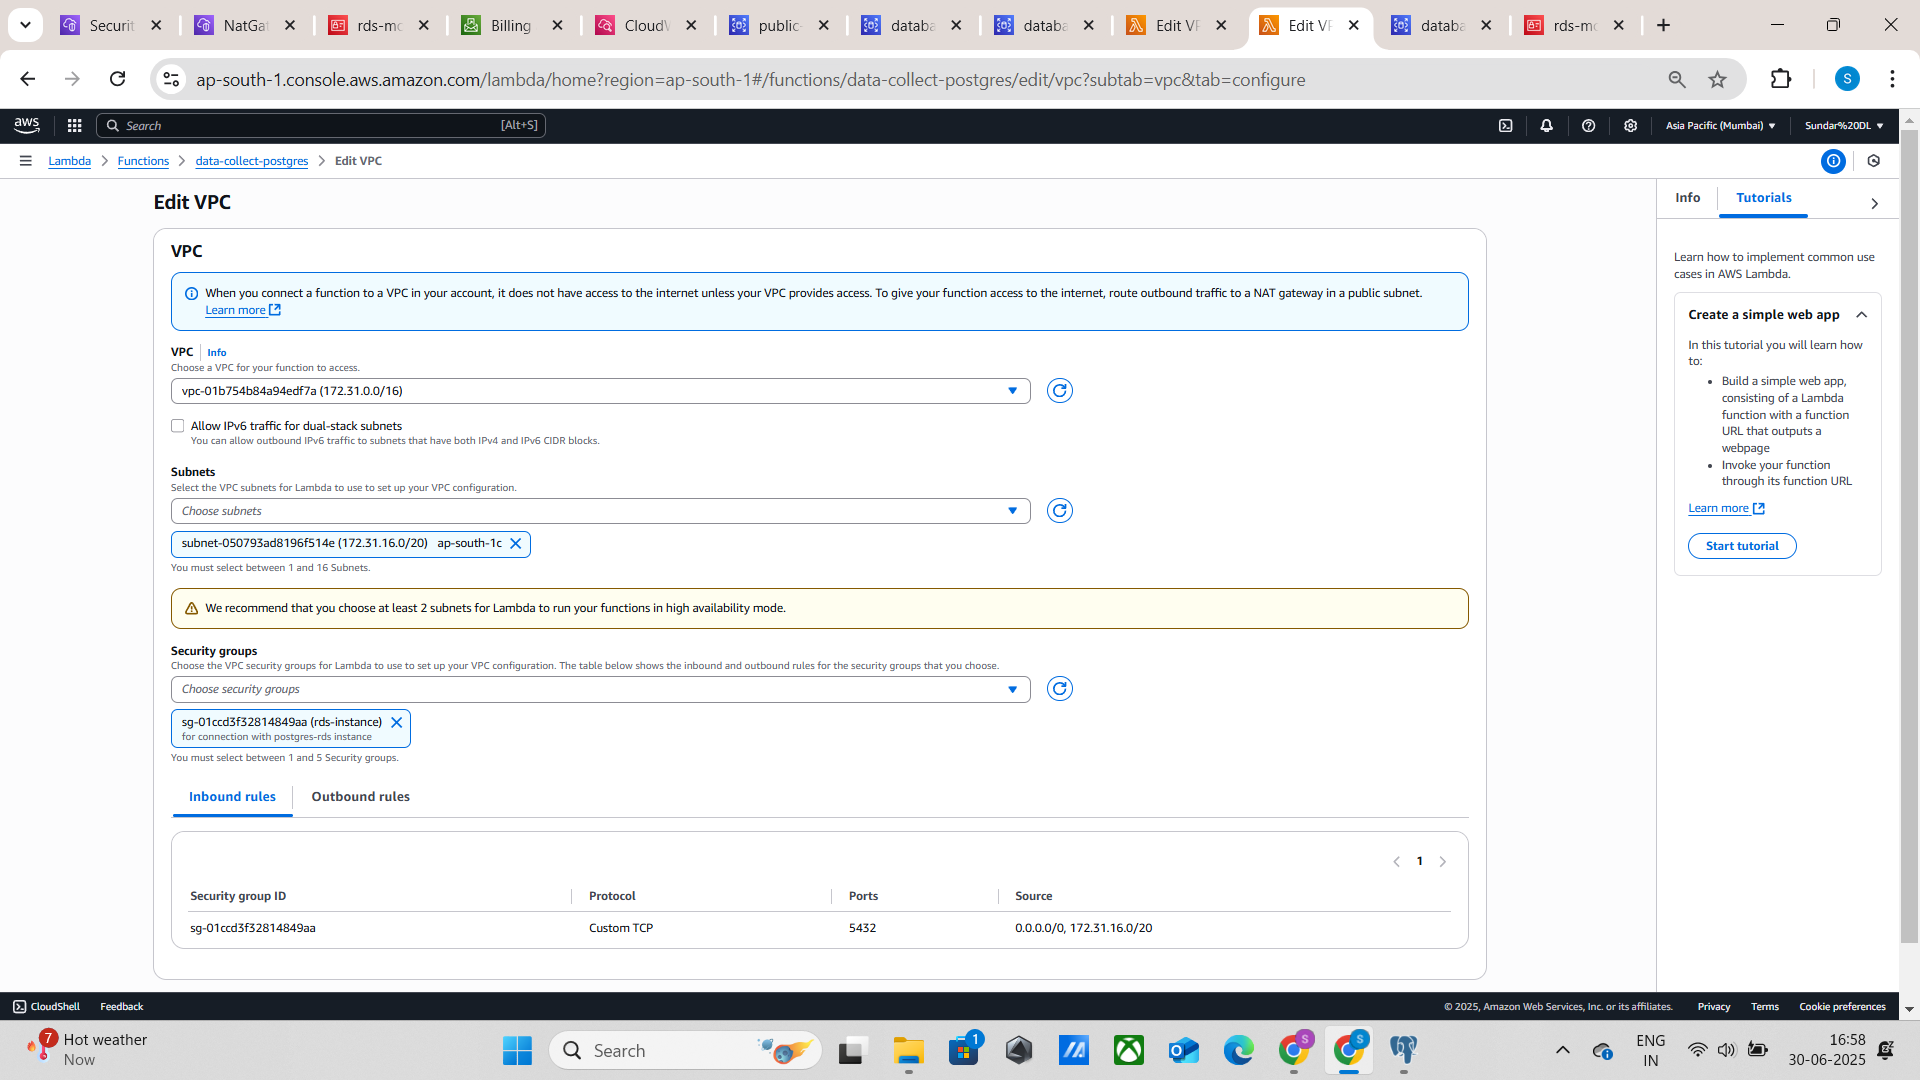 Securit
NatGat
rds-mo
Billing
CloudW
public-
databa
databa
Edit VP
Edit VP
databa
rds-mo
ap-south-1.console.aws.amazon.com/lambda/home?region=ap-south-1#/functions/data-collect-postgres/edit/vpc?subtab=vpc&tab=configure
S
aws
Search
[Alt+S]
Asia Pacific (Mumbai)
Sundar%20DL
Lambda
Functions
data-collect-postgres
Edit VPC
Edit VPC
Info
Tutorials
VPC
When you connect a function to a VPC in your account, it does not have access to the internet unless your VPC provides access. To give your function access to the internet, route outbound traffic to a NAT gateway in a public subnet.
Learn more
VPC
Info
Choose a VPC for your function to access.
vpc-01b754b84a94edf7a (172.31.0.0/16)
Allow IPv6 traffic for dual-stack subnets
You can allow outbound IPv6 traffic to subnets that have both IPv4 and IPv6 CIDR blocks.
Subnets
Select the VPC subnets for Lambda to use to set up your VPC configuration.
Choose subnets
subnet-050793ad8196f514e (172.31.16.0/20) ap-south-1c
You must select between 1 and 16 Subnets.
We recommend that you choose at least 2 subnets for Lambda to run your functions in high availability mode.
Security groups
Choose the VPC security groups for Lambda to use to set up your VPC configuration. The table below shows the inbound and outbound rules for the security groups that you choose.
Choose security groups
sg-01ccd3f32814849aa (rds-instance)
for connection with postgres-rds instance
You must select between 1 and 5 Security groups.
Inbound rules
Outbound rules
1
Security group ID
Protocol
Ports
Source
sg-01ccd3f32814849aa
Custom TCP
5432
0.0.0.0/0, 172.31.16.0/20
Learn how to implement common use
cases in AWS Lambda.
Create a simple web app
In this tutorial you will learn how
to:
Build a simple web app,
consisting of a Lambda
function with a function
URL that outputs a
webpage
Invoke your function
through its function URL
Learn more
Start tutorial
CloudShell
Feedback
© 2025, Amazon Web Services, Inc. or its affiliates.
Privacy
Terms
Cookie preferences
7
Hot weather
Now
Search
1
S
S
ENG
IN
16:58
30-06-2025